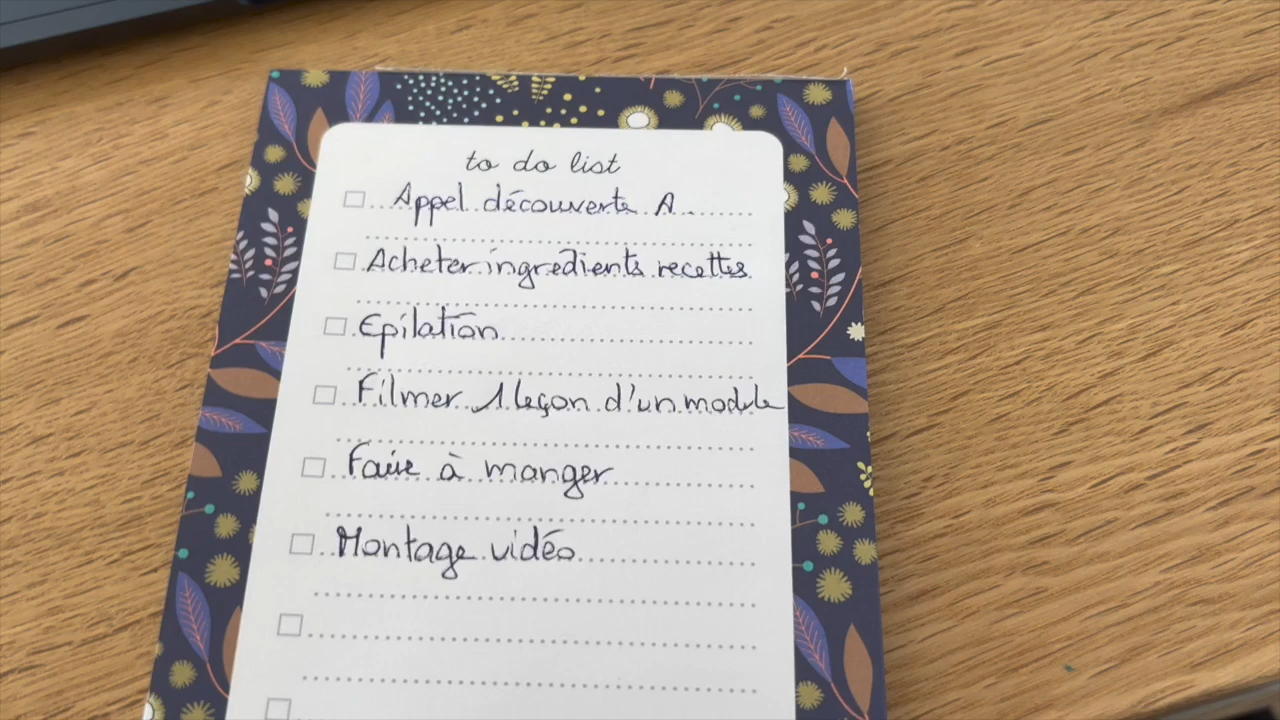 to do list
Appel découverte A.
Acheter ingrédients recettes
Epilation
Filmer 1 leçon d'un module
Faire à manger
Montage vidéo